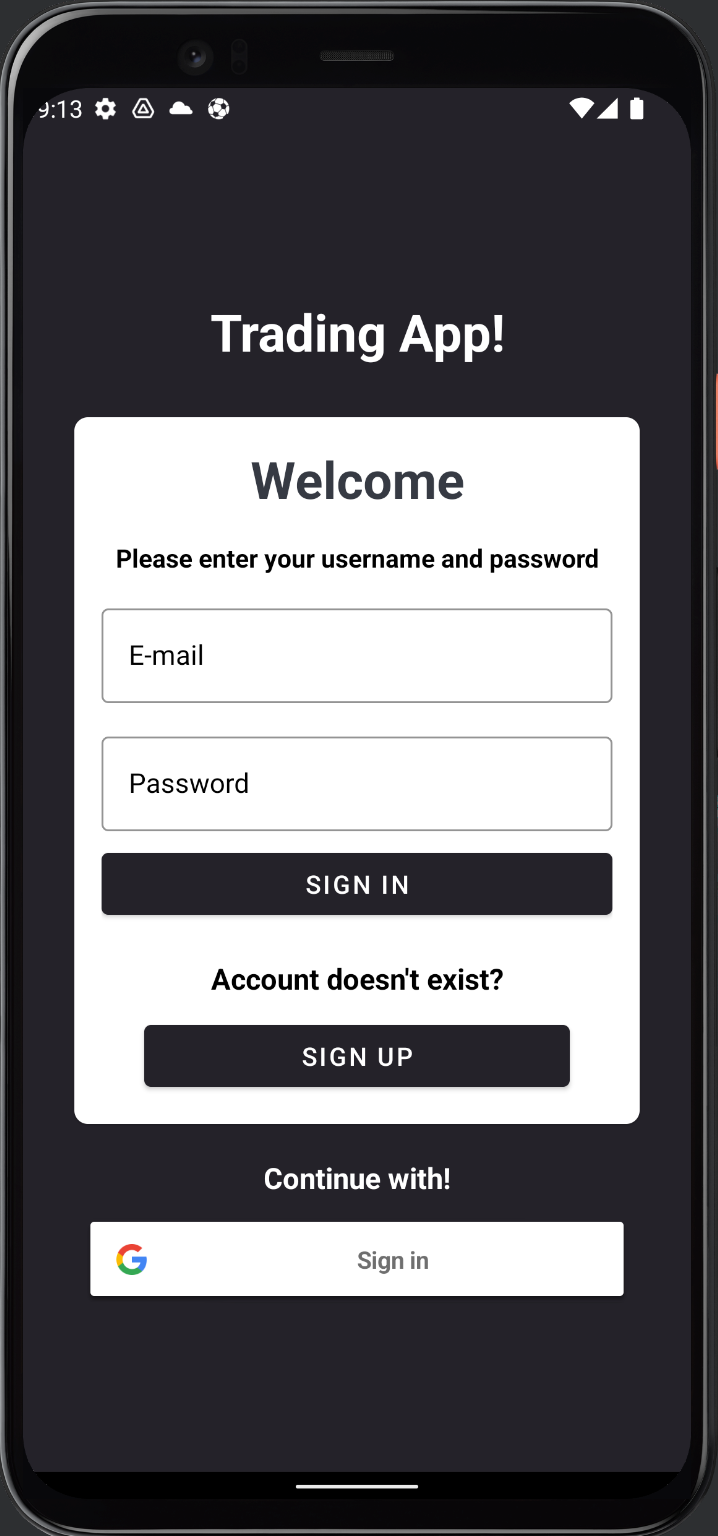 9:13
Trading App!
Welcome
Please enter your username and password
E-mail
Password
SIGN IN
Account doesn't exist?
SIGN UP
Continue with!
G Sign in